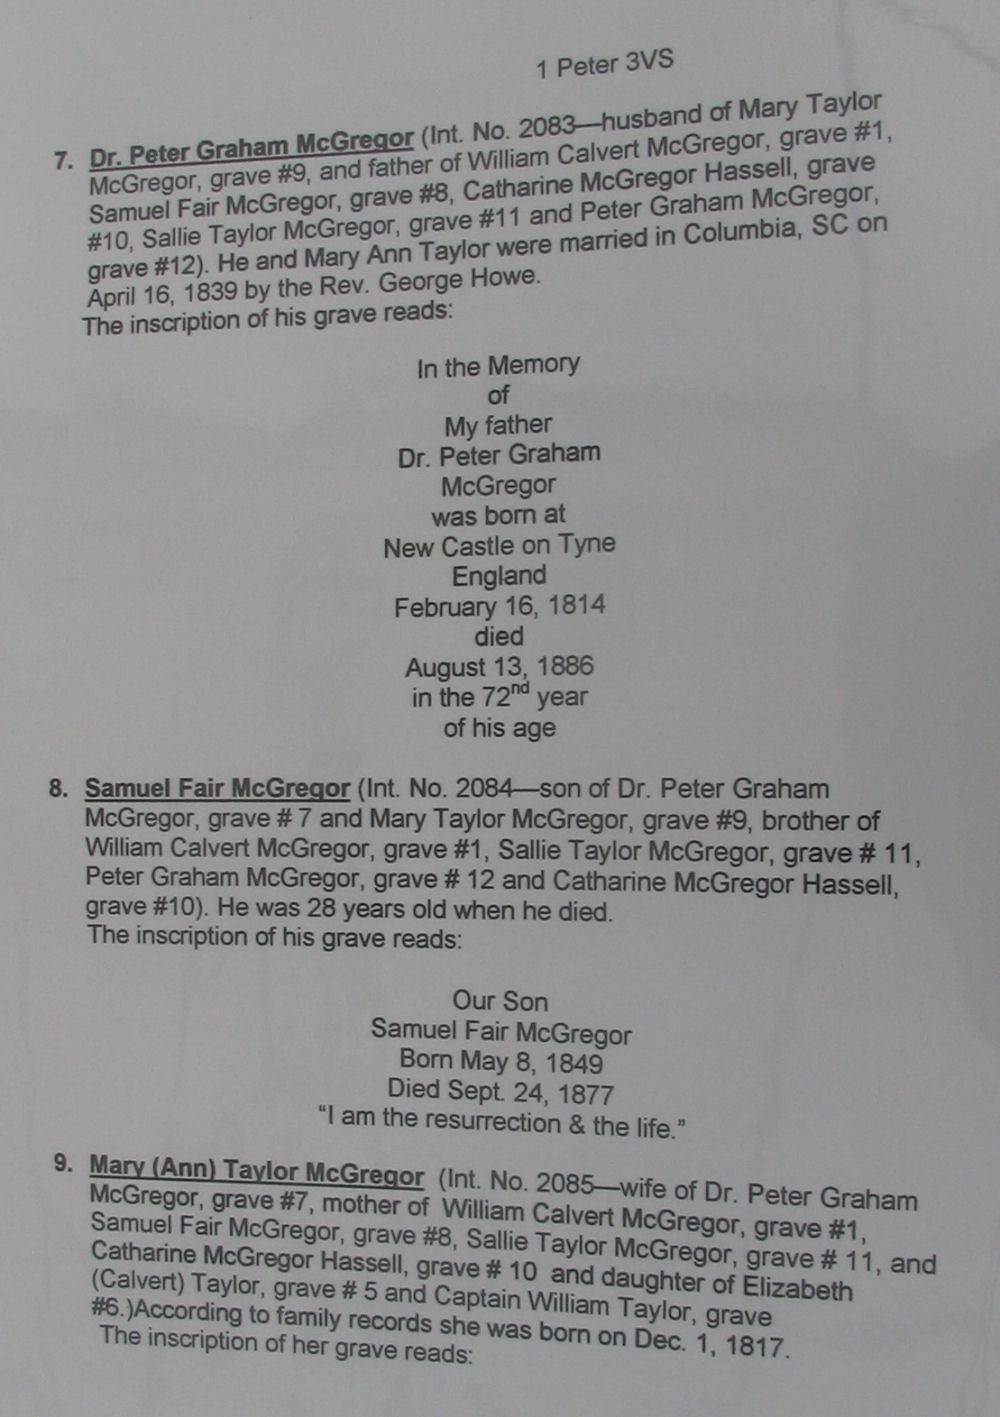 1 Peter 3VS
7. Dr. Peter Graham McGregor (Int. No. 2083—husband of Mary Taylor
McGregor, grave #9, and father of William Calvert McGregor, grave #1,
Samuel Fair McGregor, grave #8, Catharine McGregor Hassell, grave
#10, Sallie Taylor McGregor, grave #11 and Peter Graham McGregor,
grave #12). He and Mary Ann Taylor were married in Columbia, SC on
April 16, 1839 by the Rev. George Howe.
The inscription of his grave reads:
In the Memory
of
My father
Dr. Peter Graham
McGregor
was born at
New Castle on Tyne
England
February 16, 1814
died
August 13, 1886
in the 72nd year
of his age
8. Samuel Fair McGregor (Int. No. 2084—son of Dr. Peter Graham
McGregor, grave # 7 and Mary Taylor McGregor, grave #9, brother of
William Calvert McGregor, grave #1, Sallie Taylor McGregor, grave # 11,
Peter Graham McGregor, grave # 12 and Catharine McGregor Hassell,
grave #10). He was 28 years old when he died.
The inscription of his grave reads:
Our Son
Samuel Fair McGregor
Born May 8, 1849
Died Sept. 24, 1877
“I am the resurrection & the life.”
9. Mary (Ann) Taylor McGregor (Int. No. 2085—wife of Dr. Peter Graham
McGregor, grave #7, mother of William Calvert McGregor, grave #1,
Samuel Fair McGregor, grave #8, Sallie Taylor McGregor, grave # 11, and
Catharine McGregor Hassell, grave # 10 and daughter of Elizabeth
(Calvert) Taylor, grave # 5 and Captain William Taylor, grave
#6.)According to family records she was born on Dec. 1, 1817.
The inscription of her grave reads: